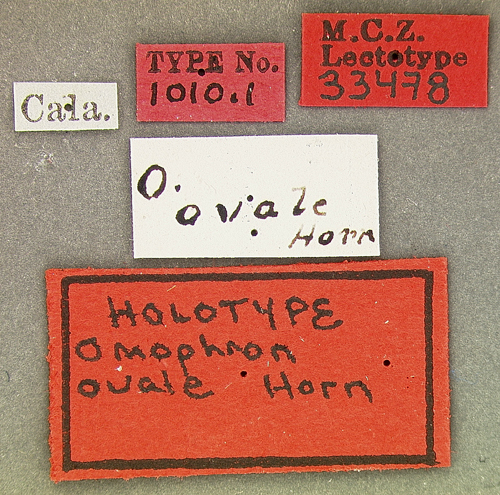 Cala.
TYPE No.
1010.1
M.C.Z.
Lectotype
33478
O.
ovale
Horn
HOLOTYPE
Omophron
ovale Horn